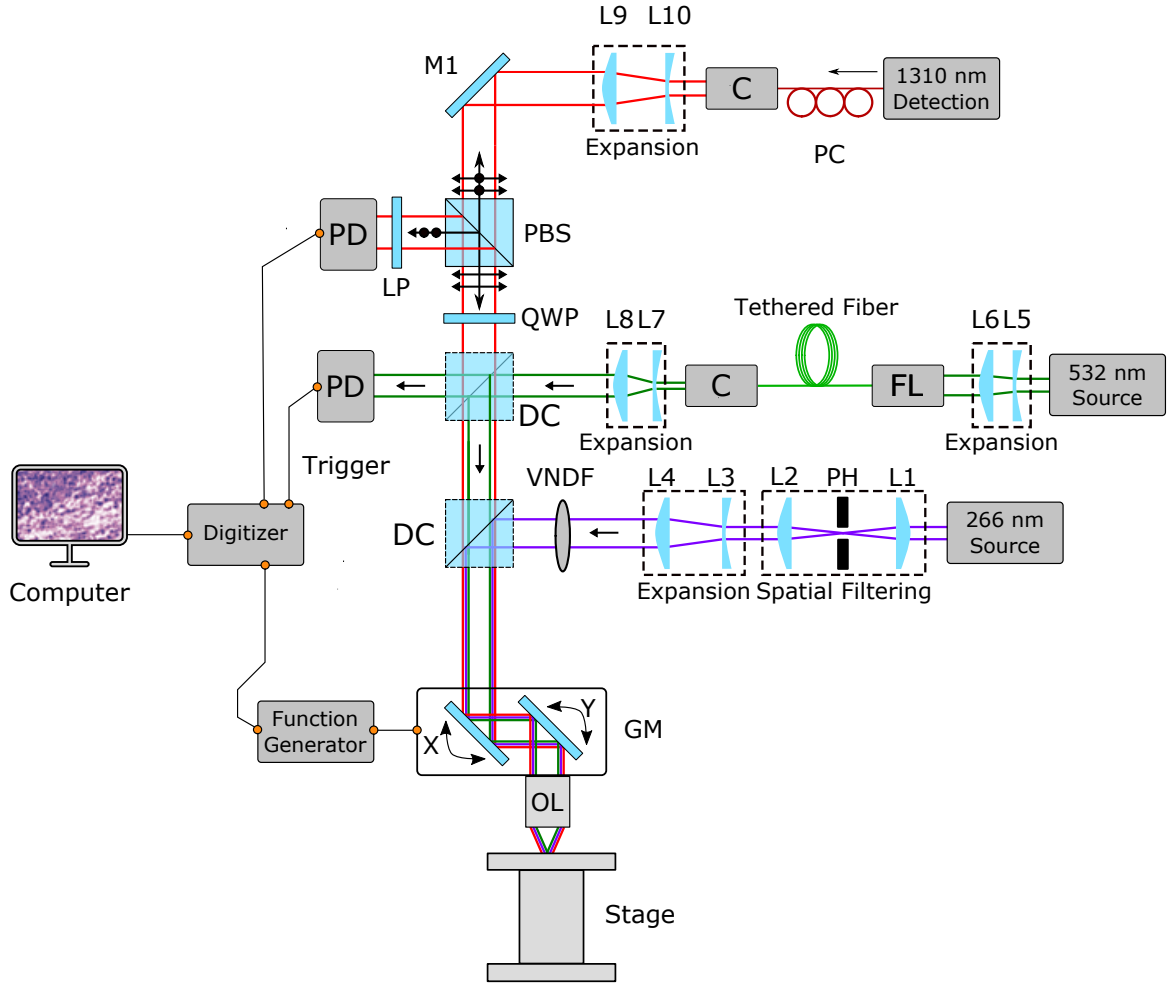 L9 L10
M1
C
1310 nm
Detection
Expansion
PC
PD
LP
PBS
QWP
Tethered Fiber
L8 L7
L6 L5
PD
DC
C
FL
532 nm
Source
Expansion
Expansion
Trigger
VNDF
L4 L3
L2 PH L1
DC
266 nm
Source
Digitizer
Computer
Expansion
Spatial Filtering
Function
Generator
X
Y
GM
OL
Stage